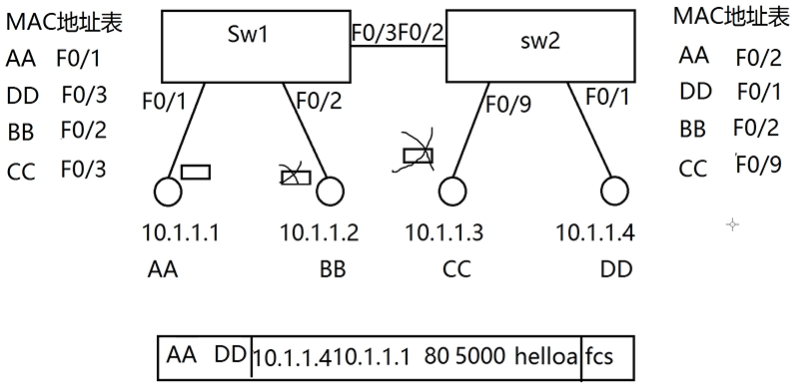 MAC地址表
AA F0/1
DD F0/3
BB F0/2
CC F0/3
Sw1
F0/3F0/2
sw2
F0/1
F0/2
F0/9
F0/1
MAC地址表
AA F0/2
DD F0/1
BB F0/2
CC F0/9
10.1.1.1
10.1.1.2
10.1.1.3
10.1.1.4
AA
BB
CC
DD
AA DD 10.1.1.410.1.1.1 80 5000 helloa fcs